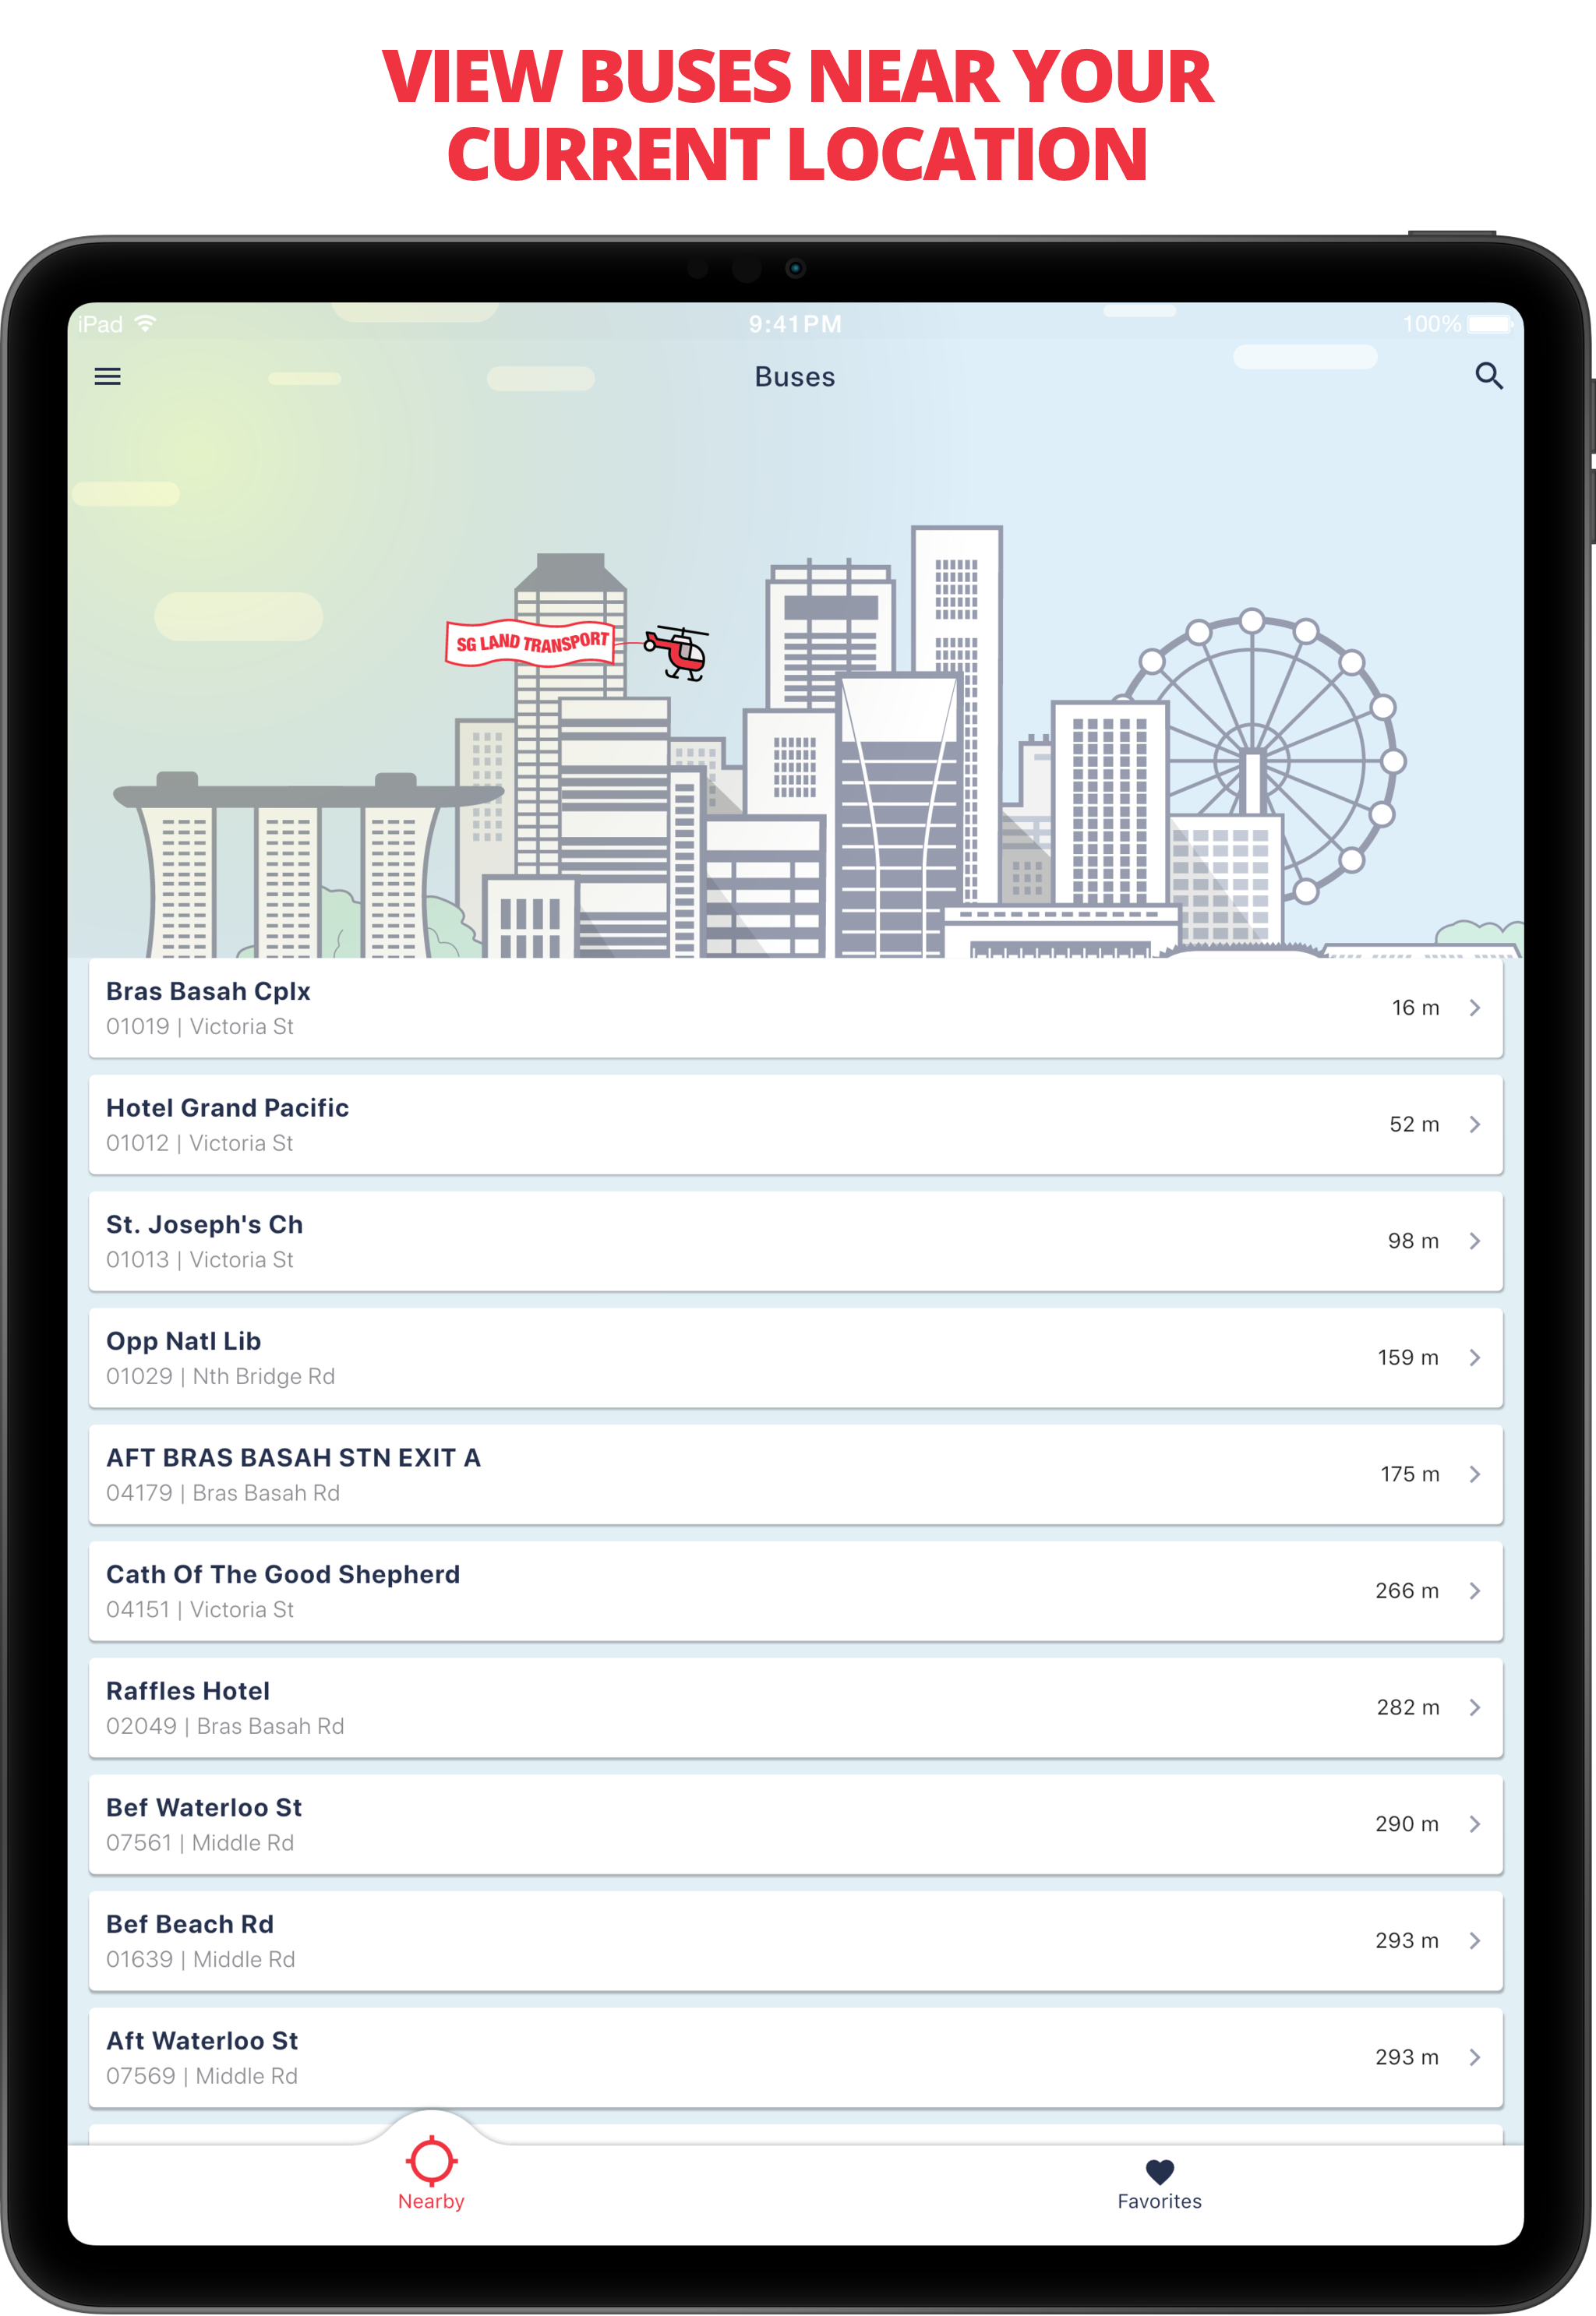 VIEW BUSES NEAR YOUR
CURRENT LOCATION
iPad
9:41PM
100%
Buses
SG LAND TRANSPORT
Bras Basah Cplx
01019 | Victoria St
16 m
Hotel Grand Pacific
01012 | Victoria St
52 m
St. Joseph's Ch
01013 | Victoria St
98 m
Opp Natl Lib
01029 | Nth Bridge Rd
159 m
AFT BRAS BASAH STN EXIT A
04179 | Bras Basah Rd
175 m
Cath Of The Good Shepherd
04151 | Victoria St
266 m
Raffles Hotel
02049 | Bras Basah Rd
282 m
Bef Waterloo St
07561 | Middle Rd
290 m
Bef Beach Rd
01639 | Middle Rd
293 m
Aft Waterloo St
07569 | Middle Rd
293 m
Nearby
Favorites